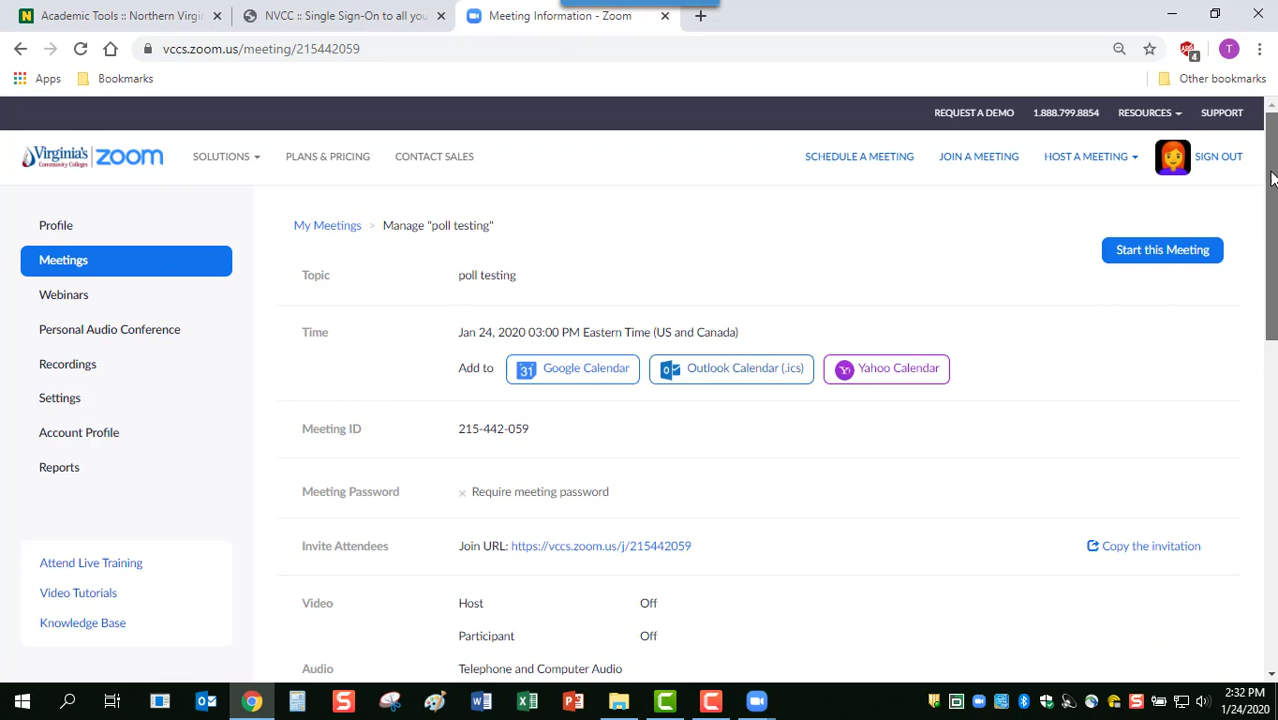 Academic Tools : Northern Virgin
NVCC :: Single Sign-On to all you
Meeting Information - Zoom
vccs.zoom.us/meeting/215442059
4
T
Apps
Bookmarks
Other bookmarks
REQUEST A DEMO
1.888.799.8854
RESOURCES
SUPPORT
Virginia's
Community Colleges
zoom
SOLUTIONS
PLANS & PRICING
CONTACT SALES
SCHEDULE A MEETING
JOIN A MEETING
HOST A MEETING
SIGN OUT
Profile
Meetings
Webinars
Personal Audio Conference
Recordings
Settings
Account Profile
Reports
Attend Live Training
Video Tutorials
Knowledge Base
My Meetings > Manage "poll testing"
Start this Meeting
Topic poll testing
Time Jan 24, 2020 03:00 PM Eastern Time (US and Canada)
Add to 31 Google Calendar Outlook Calendar (.ics) Yahoo Calendar
Meeting ID 215-442-059
Meeting Password × Require meeting password
Invite Attendees Join URL: https://vccs.zoom.us/j/215442059 Copy the invitation
Video Host Off
Participant Off
Audio Telephone and Computer Audio
2:32 PM
1/24/2020